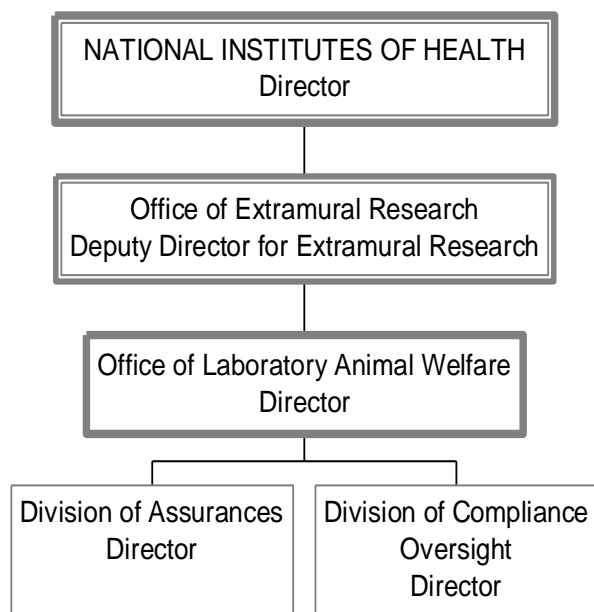 NATIONAL INSTITUTES OF HEALTH
Director
Office of Extramural Research
Deputy Director for Extramural Research
Office of Laboratory Animal Welfare
Director
Division of Assurances
Director
Division of Compliance
Oversight
Director